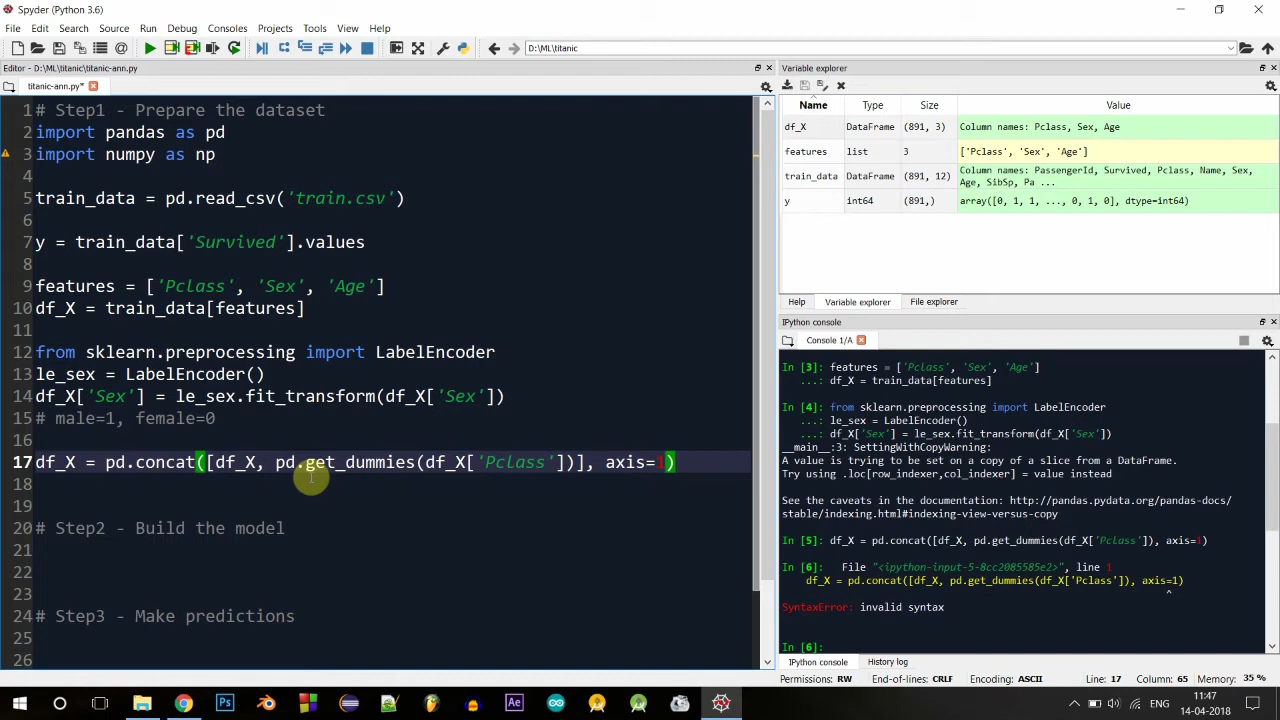 Spyder (Python 3.6)
File Edit Search Source Run Debug Consoles Projects Tools View Help
D:\ML\titanic
Editor - D:\ML\titanic\titanic-ann.py
titanic-ann.py*
1 # Step1 - Prepare the dataset
2 import pandas as pd
3 import numpy as np
4
5 train_data = pd.read_csv('train.csv')
6
7 y = train_data['Survived'].values
8
9 features = ['Pclass', 'Sex', 'Age']
10 df_X = train_data[features]
11
12 from sklearn.preprocessing import LabelEncoder
13 le_sex = LabelEncoder()
14 df_X['Sex'] = le_sex.fit_transform(df_X['Sex'])
15 # male=1, female=0
16
17 df_X = pd.concat([df_X, pd.get_dummies(df_X['Pclass'])], axis=1)
18
19
20 # Step2 - Build the model
21
22
23
24 # Step3 - Make predictions
25
26
Variable explorer
Name Type Size Value
df_X DataFrame (891, 3) Column names: Pclass, Sex, Age
features list 3 ['Pclass', 'Sex', 'Age']
train_data DataFrame (891, 12) Column names: PassengerId, Survived, Pclass, Name, Sex,
Age, SibSp, Pa ...
y int64 (891,) array([0, 1, 1, ..., 0, 1, 0], dtype=int64)
Help Variable explorer File explorer
IPython console
Console 1/A
In [3]: features = ['Pclass', 'Sex', 'Age']
...: df_X = train_data[features]
In [4]: from sklearn.preprocessing import LabelEncoder
...: le_sex = LabelEncoder()
...: df_X['Sex'] = le_sex.fit_transform(df_X['Sex'])
__main__:3: SettingWithCopyWarning:
A value is trying to be set on a copy of a slice from a DataFrame.
Try using .loc[row_indexer,col_indexer] = value instead
See the caveats in the documentation: http://pandas.pydata.org/pandas-docs/
stable/indexing.html#indexing-view-versus-copy
In [5]: df_X = pd.concat([df_X, pd.get_dummies(df_X['Pclass']), axis=1)
In [6]: File "<ipython-input-5-8cc2085585e2>", line 1
df_X = pd.concat([df_X, pd.get_dummies(df_X['Pclass']), axis=1)
^
SyntaxError: invalid syntax
In [6]:
IPython console History log
Permissions: RW End-of-lines: CRLF Encoding: ASCII Line: 17 Column: 65 Memory: 35 %
Ps Ae ENG 11:47
14-04-2018